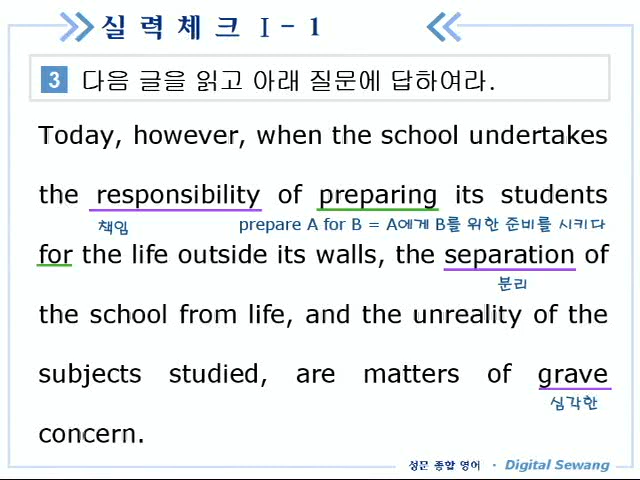 실력체크 I - 1
3 다음 글을 읽고 아래 질문에 답하여라.
Today, however, when the school undertakes
the responsibility of preparing its students
책임 prepare A for B = A에게 B를 위한 준비를 시키다
for the life outside its walls, the separation of
분리
the school from life, and the unreality of the
subjects studied, are matters of grave
심각한
concern.
성문 종합 영어 · Digital Sewang